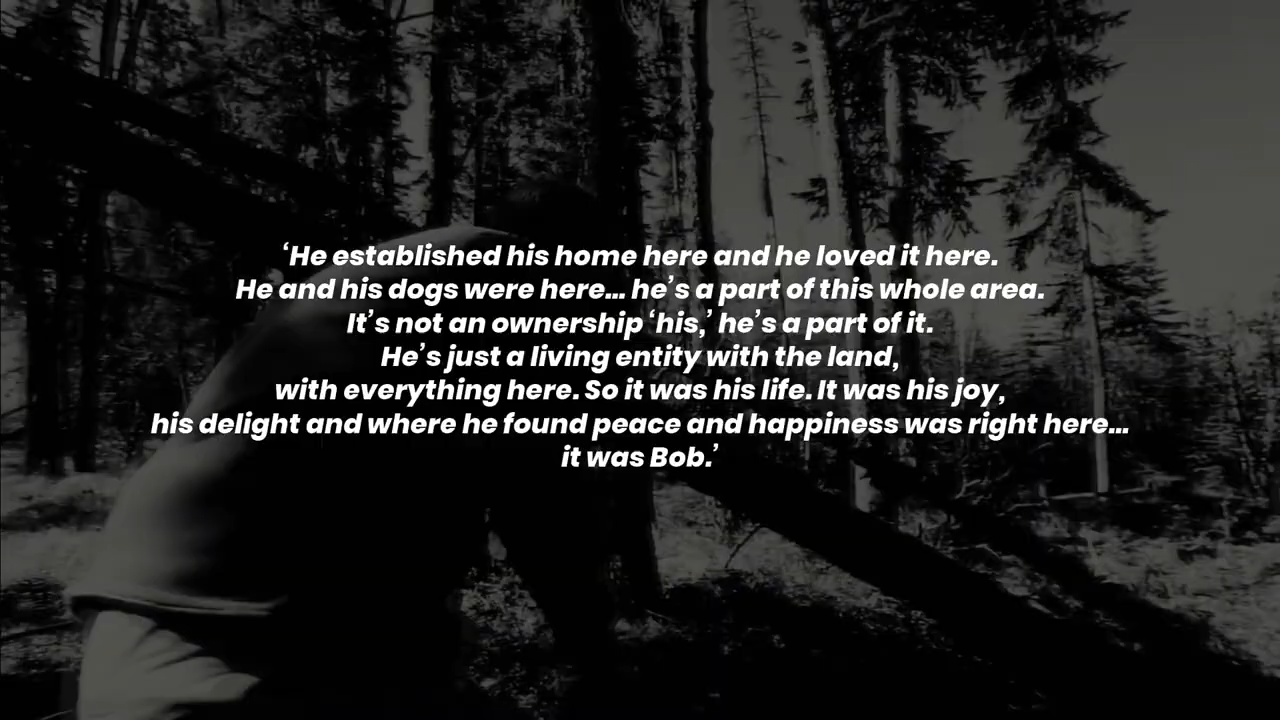 ‘He established his home here and he loved it here.
He and his dogs were here... he’s a part of this whole area.
It’s not an ownership ‘his,’ he’s a part of it.
He’s just a living entity with the land,
with everything here. So it was his life. It was his joy,
his delight and where he found peace and happiness was right here...
it was Bob.’